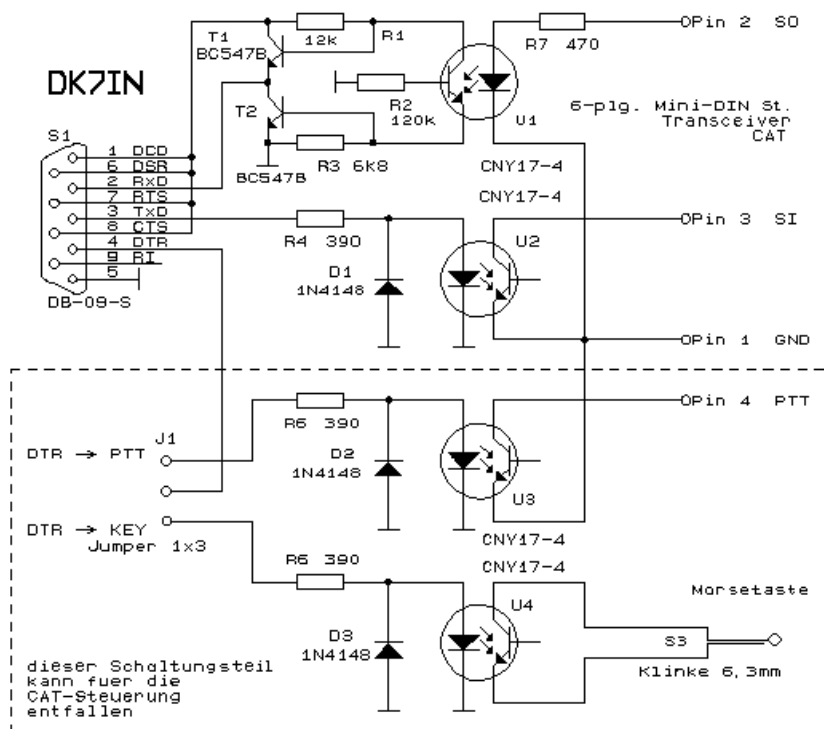 T1
BC547B
12k
R1
R7 470
Pin 2 SO
DK7IN
T2
R2
120k
U1
6-plg. Mini-DIN St.
Transceiver
CAT
S1
1 DCD
6 DSR
2 RxD
7 RTS
3 TxD
8 CTS
4 DTR
9 RI
5
DB-09-S
BC547B
R3 6k8
CNY17-4
CNY17-4
R4 390
U2
Pin 3 SI
D1
1N4148
Pin 1 GND
Pin 4 PTT
R6 390
J1
DTR → PTT
D2
1N4148
U3
DTR → KEY
Jumper 1x3
CNY17-4
CNY17-4
R6 390
U4
Morsetaste
D3
1N4148
S3
Klinke 6,3mm
dieser Schaltungsteil
kann fuer die
CAT-Steuerung
entfallen